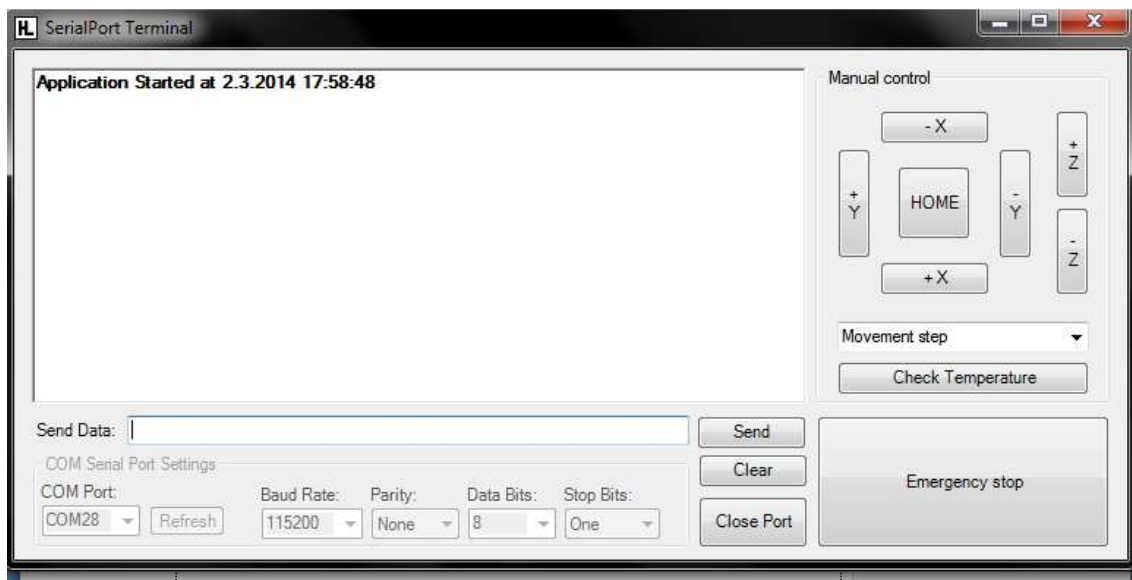 HL SerialPort Terminal
Application Started at 2.3.2014 17:58:48
Manual control
- X
+
Z
+
Y
HOME
-
Y
-
Z
+ X
Movement step
Check Temperature
Send Data:
Send
COM Serial Port Settings
Clear
Emergency stop
COM Port:
Baud Rate:
Parity:
Data Bits:
Stop Bits:
COM28
Refresh
115200
None
8
One
Close Port